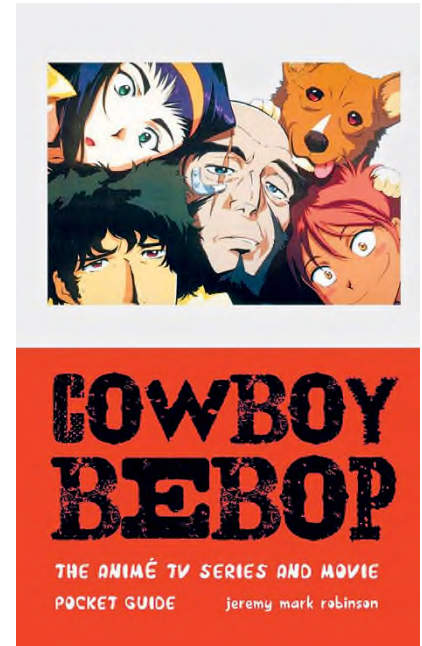 COWBOY
BEBOP
THE ANIMÉ TV SERIES AND MOVIE
POCKET GUIDE jeremy mark robinson